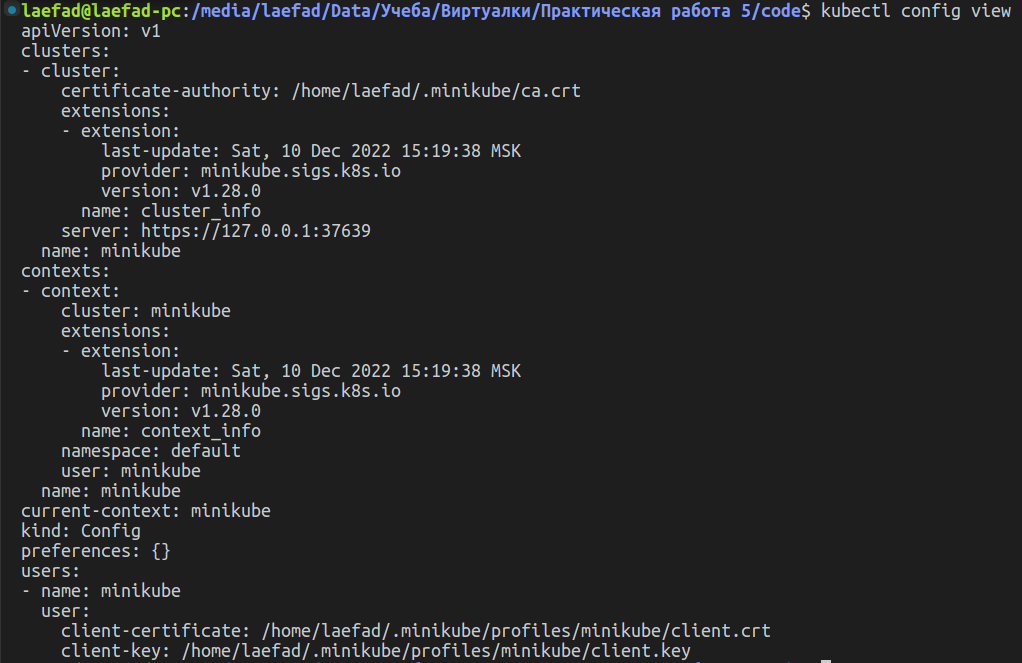 laefad@laefad-pc:/media/laefad/Data/Учеба/Виртуалки/Практическая работа 5/code$ kubectl config view
apiVersion: v1
clusters:
- cluster:
    certificate-authority: /home/laefad/.minikube/ca.crt
    extensions:
    - extension:
        last-update: Sat, 10 Dec 2022 15:19:38 MSK
        provider: minikube.sigs.k8s.io
        version: v1.28.0
      name: cluster_info
    server: https://127.0.0.1:37639
  name: minikube
contexts:
- context:
    cluster: minikube
    extensions:
    - extension:
        last-update: Sat, 10 Dec 2022 15:19:38 MSK
        provider: minikube.sigs.k8s.io
        version: v1.28.0
      name: context_info
    namespace: default
    user: minikube
  name: minikube
current-context: minikube
kind: Config
preferences: {}
users:
- name: minikube
  user:
    client-certificate: /home/laefad/.minikube/profiles/minikube/client.crt
    client-key: /home/laefad/.minikube/profiles/minikube/client.key